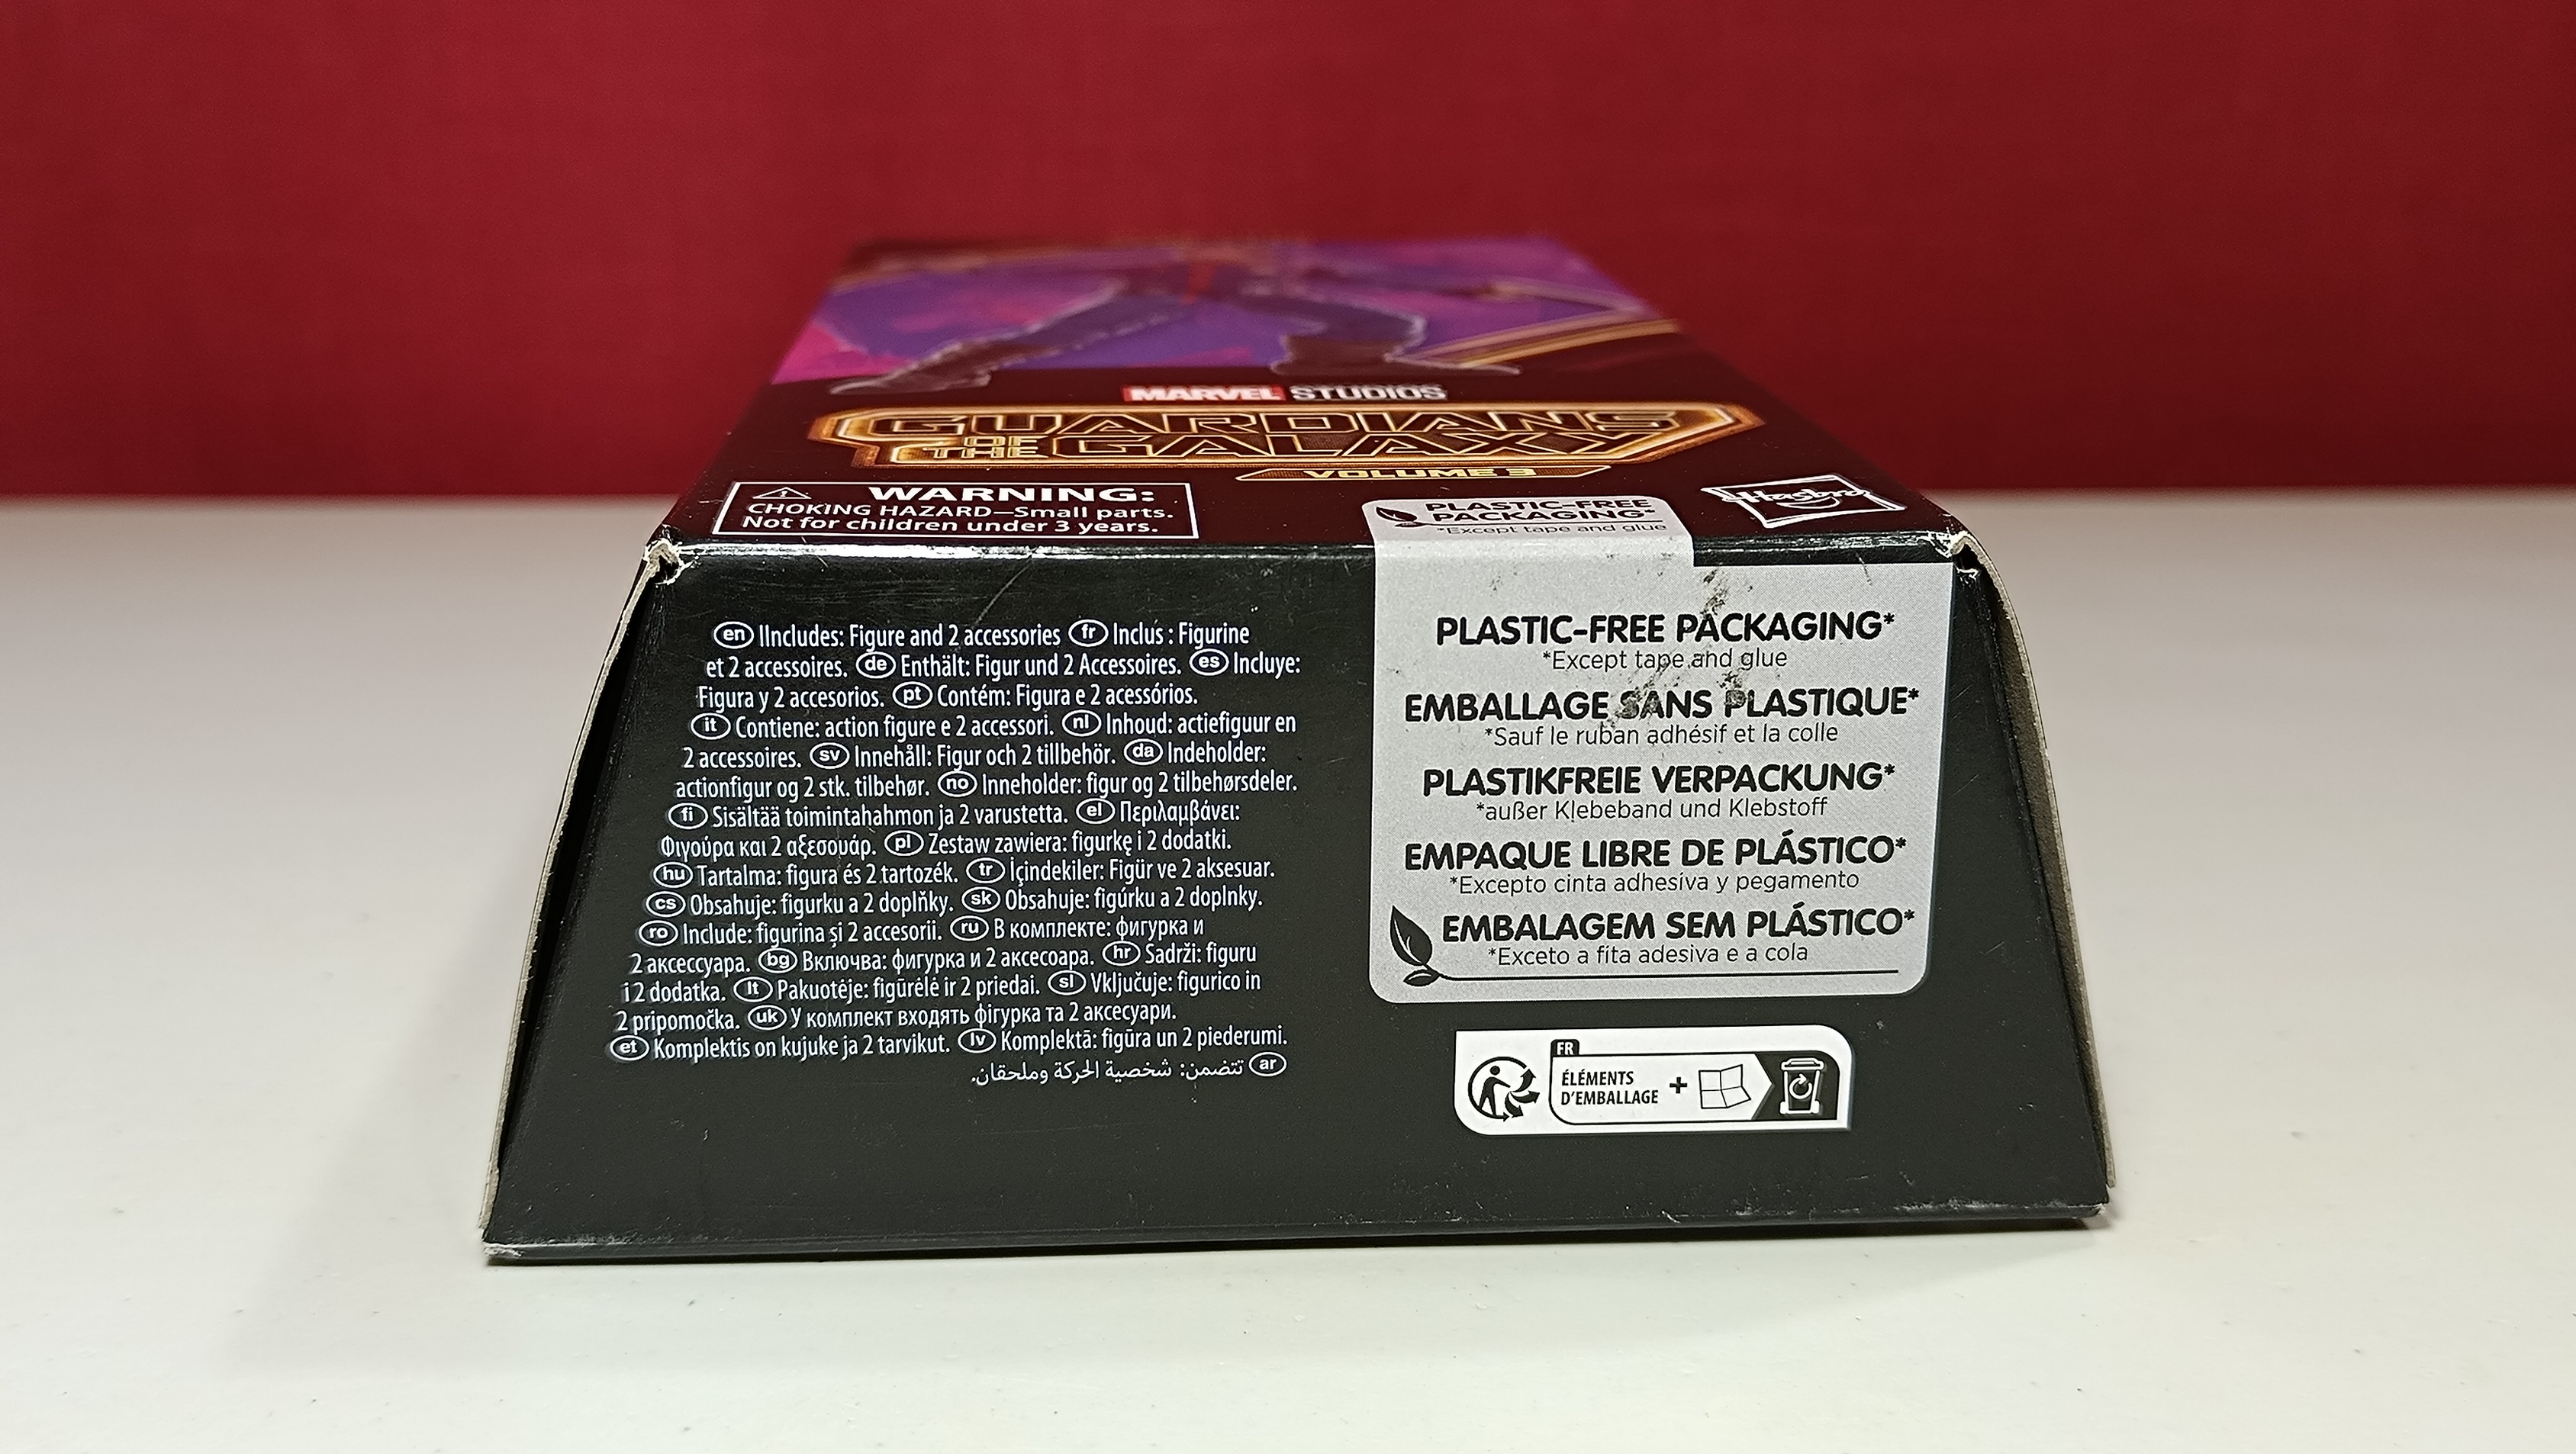 MARVEL STUDIOS
GUARDIANS
OF
THE GALAXY
VOLUME 3
WARNING:
CHOKING HAZARD—Small parts.
Not for children under 3 years.
PLASTIC-FREE
PACKAGING*
*Except tape and glue
Hasbro
en IIncludes: Figure and 2 accessories fr Inclus : Figurine
et 2 accessoires. de Enthält: Figur und 2 Accessoires. es Incluye:
Figura y 2 accesorios. pt Contém: Figura e 2 acessórios.
it Contiene: action figure e 2 accessori. nl Inhoud: actiefiguur en
2 accessoires. sv Innehåll: Figur och 2 tillbehör. da Indeholder:
actionfigur og 2 stk. tilbehør. no Inneholder: figur og 2 tilbehørsdeler.
fi Sisältää toimintahahmon ja 2 varustetta. el Περιλαμβάνει:
Φιγούρα και 2 αξεσουάρ. pl Zestaw zawiera: figurkę i 2 dodatki.
hu Tartalma: figura és 2 tartozék. tr İçindekiler: Figür ve 2 aksesuar.
cs Obsahuje: figurku a 2 doplňky. sk Obsahuje: figúrku a 2 doplnky.
ro Include: figurina și 2 accesorii. ru В комплекте: фигурка и
2 аксессуара. bg Включва: фигурка и 2 аксесоара. hr Sadrži: figuru
i 2 dodatka. lt Pakuotėje: figūrėlė ir 2 priedai. sl Vključuje: figurico in
2 pripomočka. uk У комплект входять фігурка та 2 аксесуари.
et Komplektis on kujuke ja 2 tarvikut. lv Komplektā: figūra un 2 piederumi.
ar تتضمن: شخصية الحركة وملحقان.
PLASTIC-FREE PACKAGING*
*Except tape and glue
EMBALLAGE SANS PLASTIQUE*
*Sauf le ruban adhésif et la colle
PLASTIKFREIE VERPACKUNG*
*außer Klebeband und Klebstoff
EMPAQUE LIBRE DE PLÁSTICO*
*Excepto cinta adhesiva y pegamento
EMBALAGEM SEM PLÁSTICO*
*Exceto a fita adesiva e a cola
FR
ÉLÉMENTS
D'EMBALLAGE +